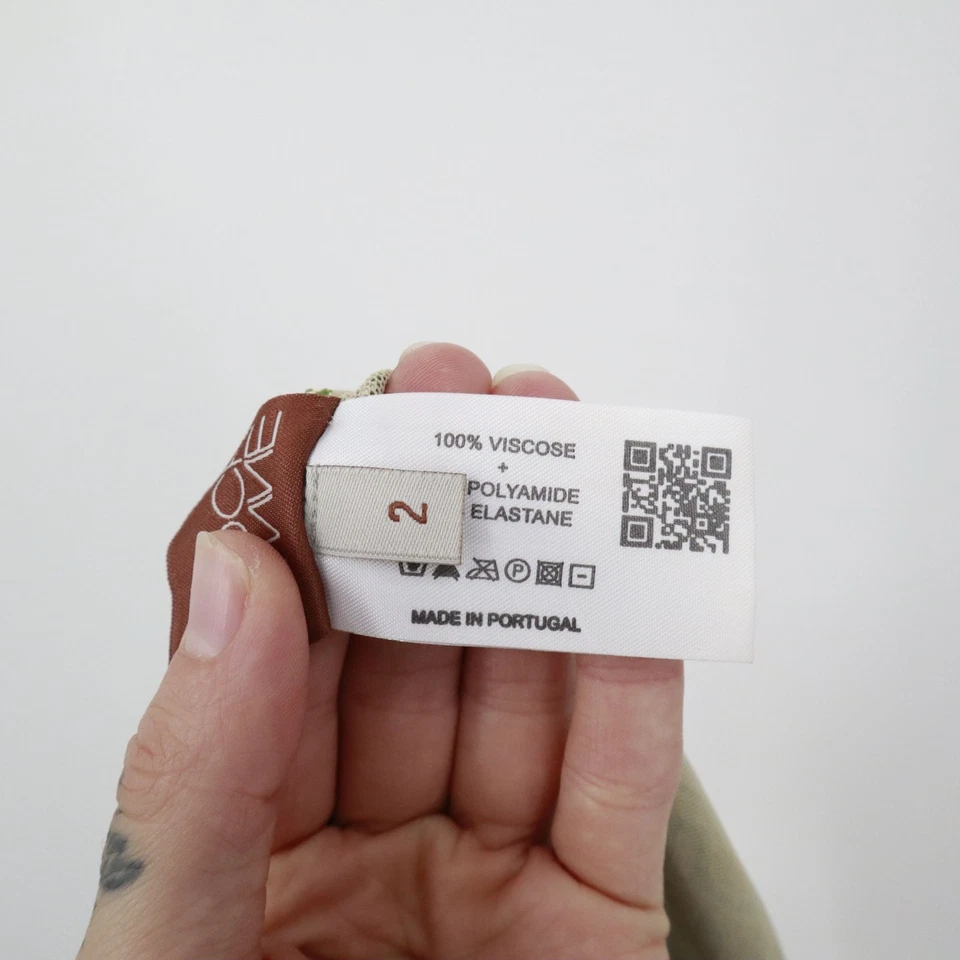 100% VISCOSE
+
POLYAMIDE
ELASTANE
2
MADE IN PORTUGAL